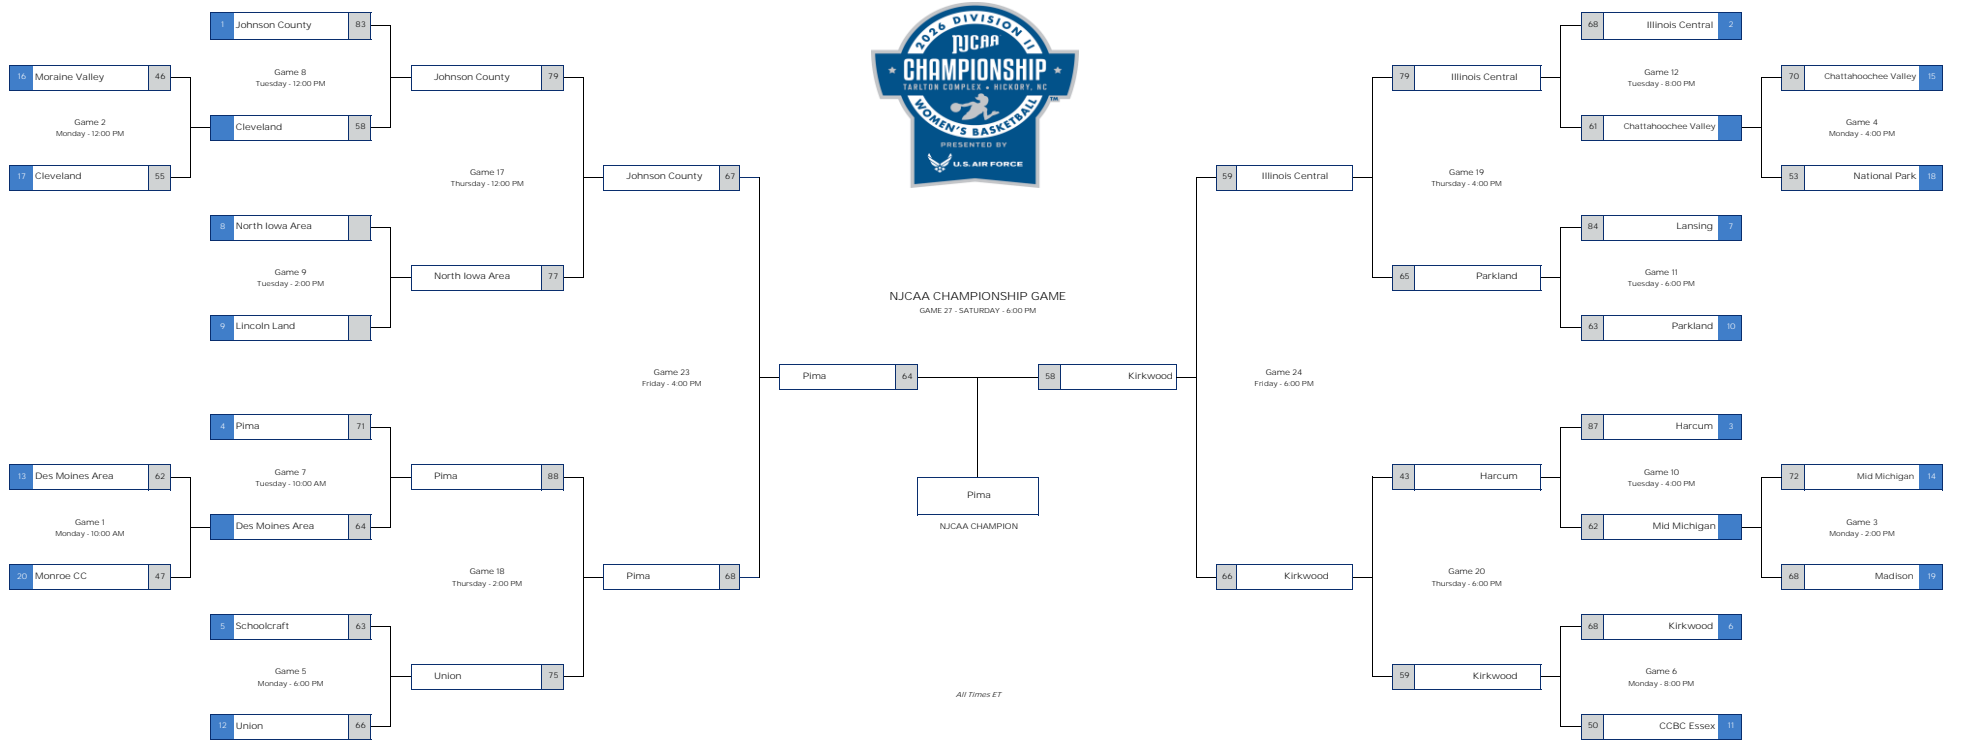 1 Johnson County 83
Game 8
Tuesday - 12:00 PM
16 Moraine Valley 46
Game 2
Monday - 12:00 PM
Cleveland 58
17 Cleveland 55
Johnson County 79
Game 17
Thursday - 12:00 PM
8 North Iowa Area
Game 9
Tuesday - 2:00 PM
9 Lincoln Land
North Iowa Area 77
Johnson County 67
Game 23
Friday - 4:00 PM
4 Pima 71
Game 7
Tuesday - 10:00 AM
13 Des Moines Area 62
Game 1
Monday - 10:00 AM
Des Moines Area 64
20 Monroe CC 47
Pima 88
Game 18
Thursday - 2:00 PM
5 Schoolcraft 63
Game 5
Monday - 6:00 PM
12 Union 66
Union 75
Pima 68
2026 DIVISION II
NJCAA
CHAMPIONSHIP
TARLTON COMPLEX • HICKORY, NC
TM
WOMEN'S BASKETBALL
PRESENTED BY
U.S. AIR FORCE
NJCAA CHAMPIONSHIP GAME
GAME 27 - SATURDAY - 6:00 PM
Pima 64
58 Kirkwood
Pima
NJCAA CHAMPION
All Times ET
68 Illinois Central 2
Game 12
Tuesday - 8:00 PM
70 Chattahoochee Valley 15
Game 4
Monday - 4:00 PM
61 Chattahoochee Valley
53 National Park 18
79 Illinois Central
Game 19
Thursday - 4:00 PM
84 Lansing 7
Game 11
Tuesday - 6:00 PM
63 Parkland 10
65 Parkland
59 Illinois Central
Game 24
Friday - 6:00 PM
87 Harcum 3
Game 10
Tuesday - 4:00 PM
72 Mid Michigan 14
Game 3
Monday - 2:00 PM
62 Mid Michigan
68 Madison 19
43 Harcum
Game 20
Thursday - 6:00 PM
68 Kirkwood 6
Game 6
Monday - 8:00 PM
50 CCBC Essex 11
59 Kirkwood
66 Kirkwood